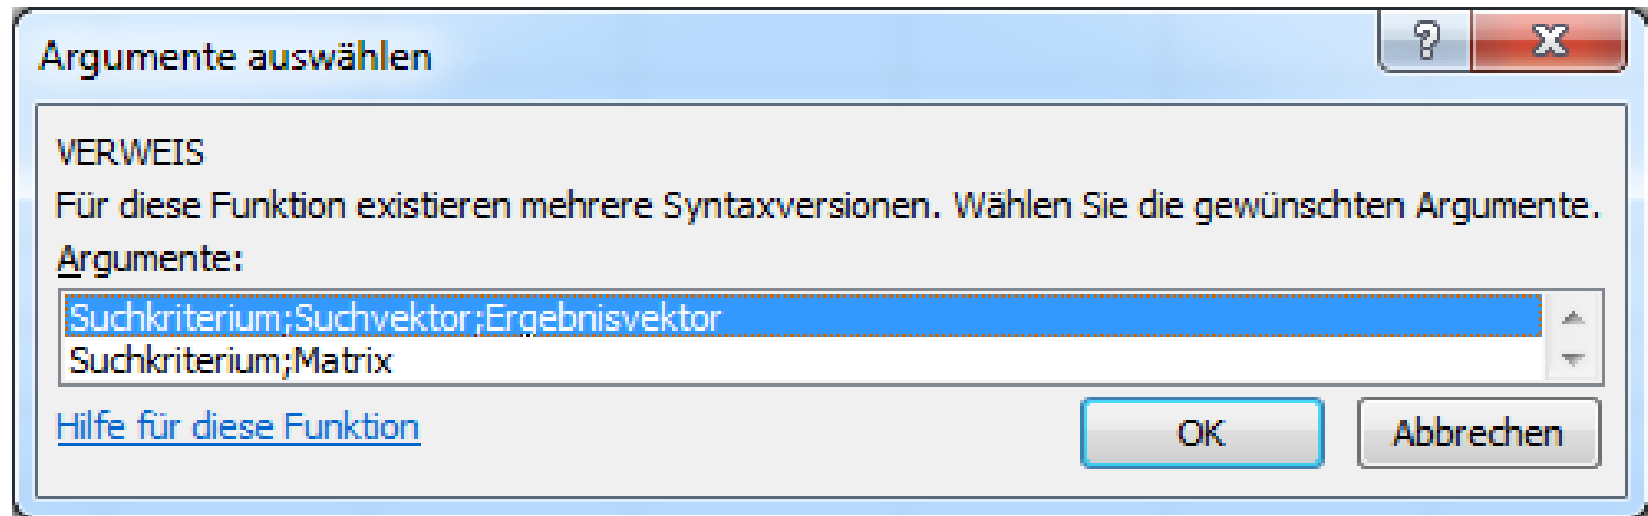 Argumente auswählen
?
VERWEIS
Für diese Funktion existieren mehrere Syntaxversionen. Wählen Sie die gewünschten Argumente.
Argumente:
Suchkriterium;Suchvektor;Ergebnisvektor
Suchkriterium;Matrix
Hilfe für diese Funktion
OK
Abbrechen